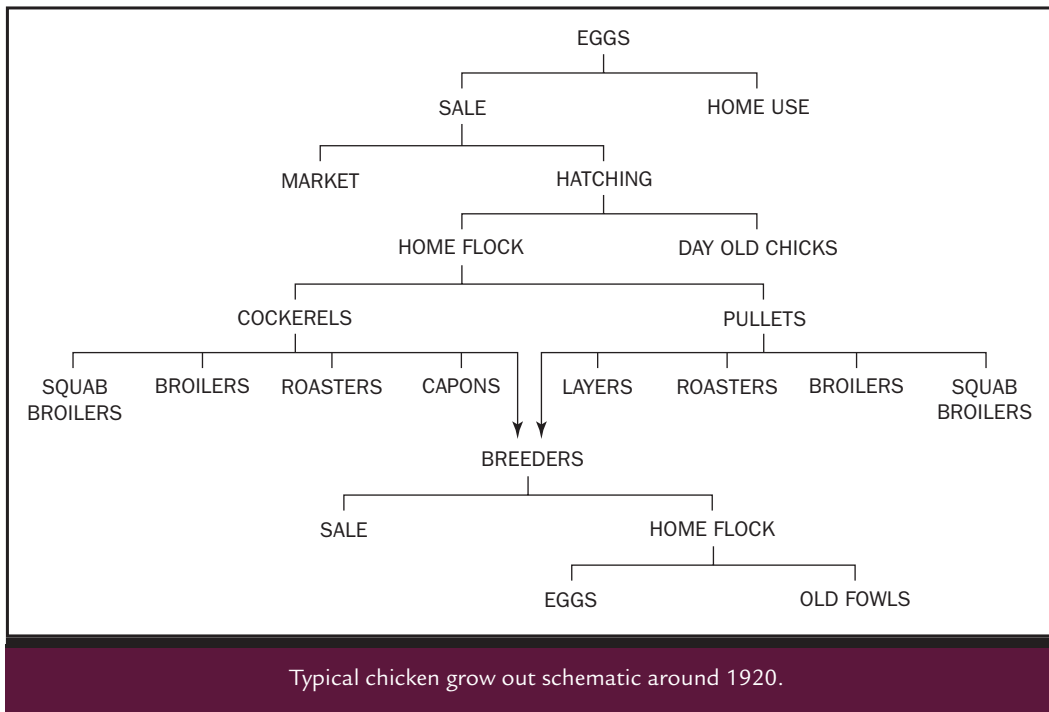 EGGS
SALE
HOME USE
MARKET
HATCHING
HOME FLOCK
DAY OLD CHICKS
COCKERELS
PULLETS
SQUAB
BROILERS
BROILERS
ROASTERS
CAPONS
LAYERS
ROASTERS
BROILERS
SQUAB
BROILERS
BREEDERS
SALE
HOME FLOCK
EGGS
OLD FOWLS
Typical chicken grow out schematic around 1920.